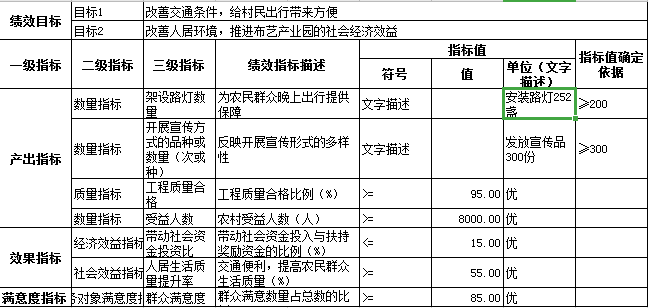 绩效目标
目标1 改善交通条件，给村民出行带来方便
目标2 改善人居环境，推进布艺产业园的社会经济效益
一级指标 二级指标 三级指标 绩效指标描述 指标值 指标值确定依据
符号 值 单位（文字描述）
产出指标
数量指标 架设路灯数量 为农民群众晚上出行提供保障 文字描述 安装路灯252盏 ≥200
数量指标 开展宣传方式的品种或数量（次或种） 反映开展宣传形式的多样性 文字描述 发放宣传品300份 ≥300
质量指标 工程质量合格 工程质量合格比例（%） >= 95.00 优
数量指标 受益人数 农村受益人数（人） >= 8000.00 优
效果指标
经济效益指标 带动社会资金投资比 带动社会资金投入与扶持奖励资金的比例（%） <= 15.00 优
社会效益指标 人居生活质量提升率 交通便利，提高农民群众生活质量（%） >= 55.00 优
满意度指标 对象满意度指 群众满意度 群众满意数量占总数的比 >= 85.00 优